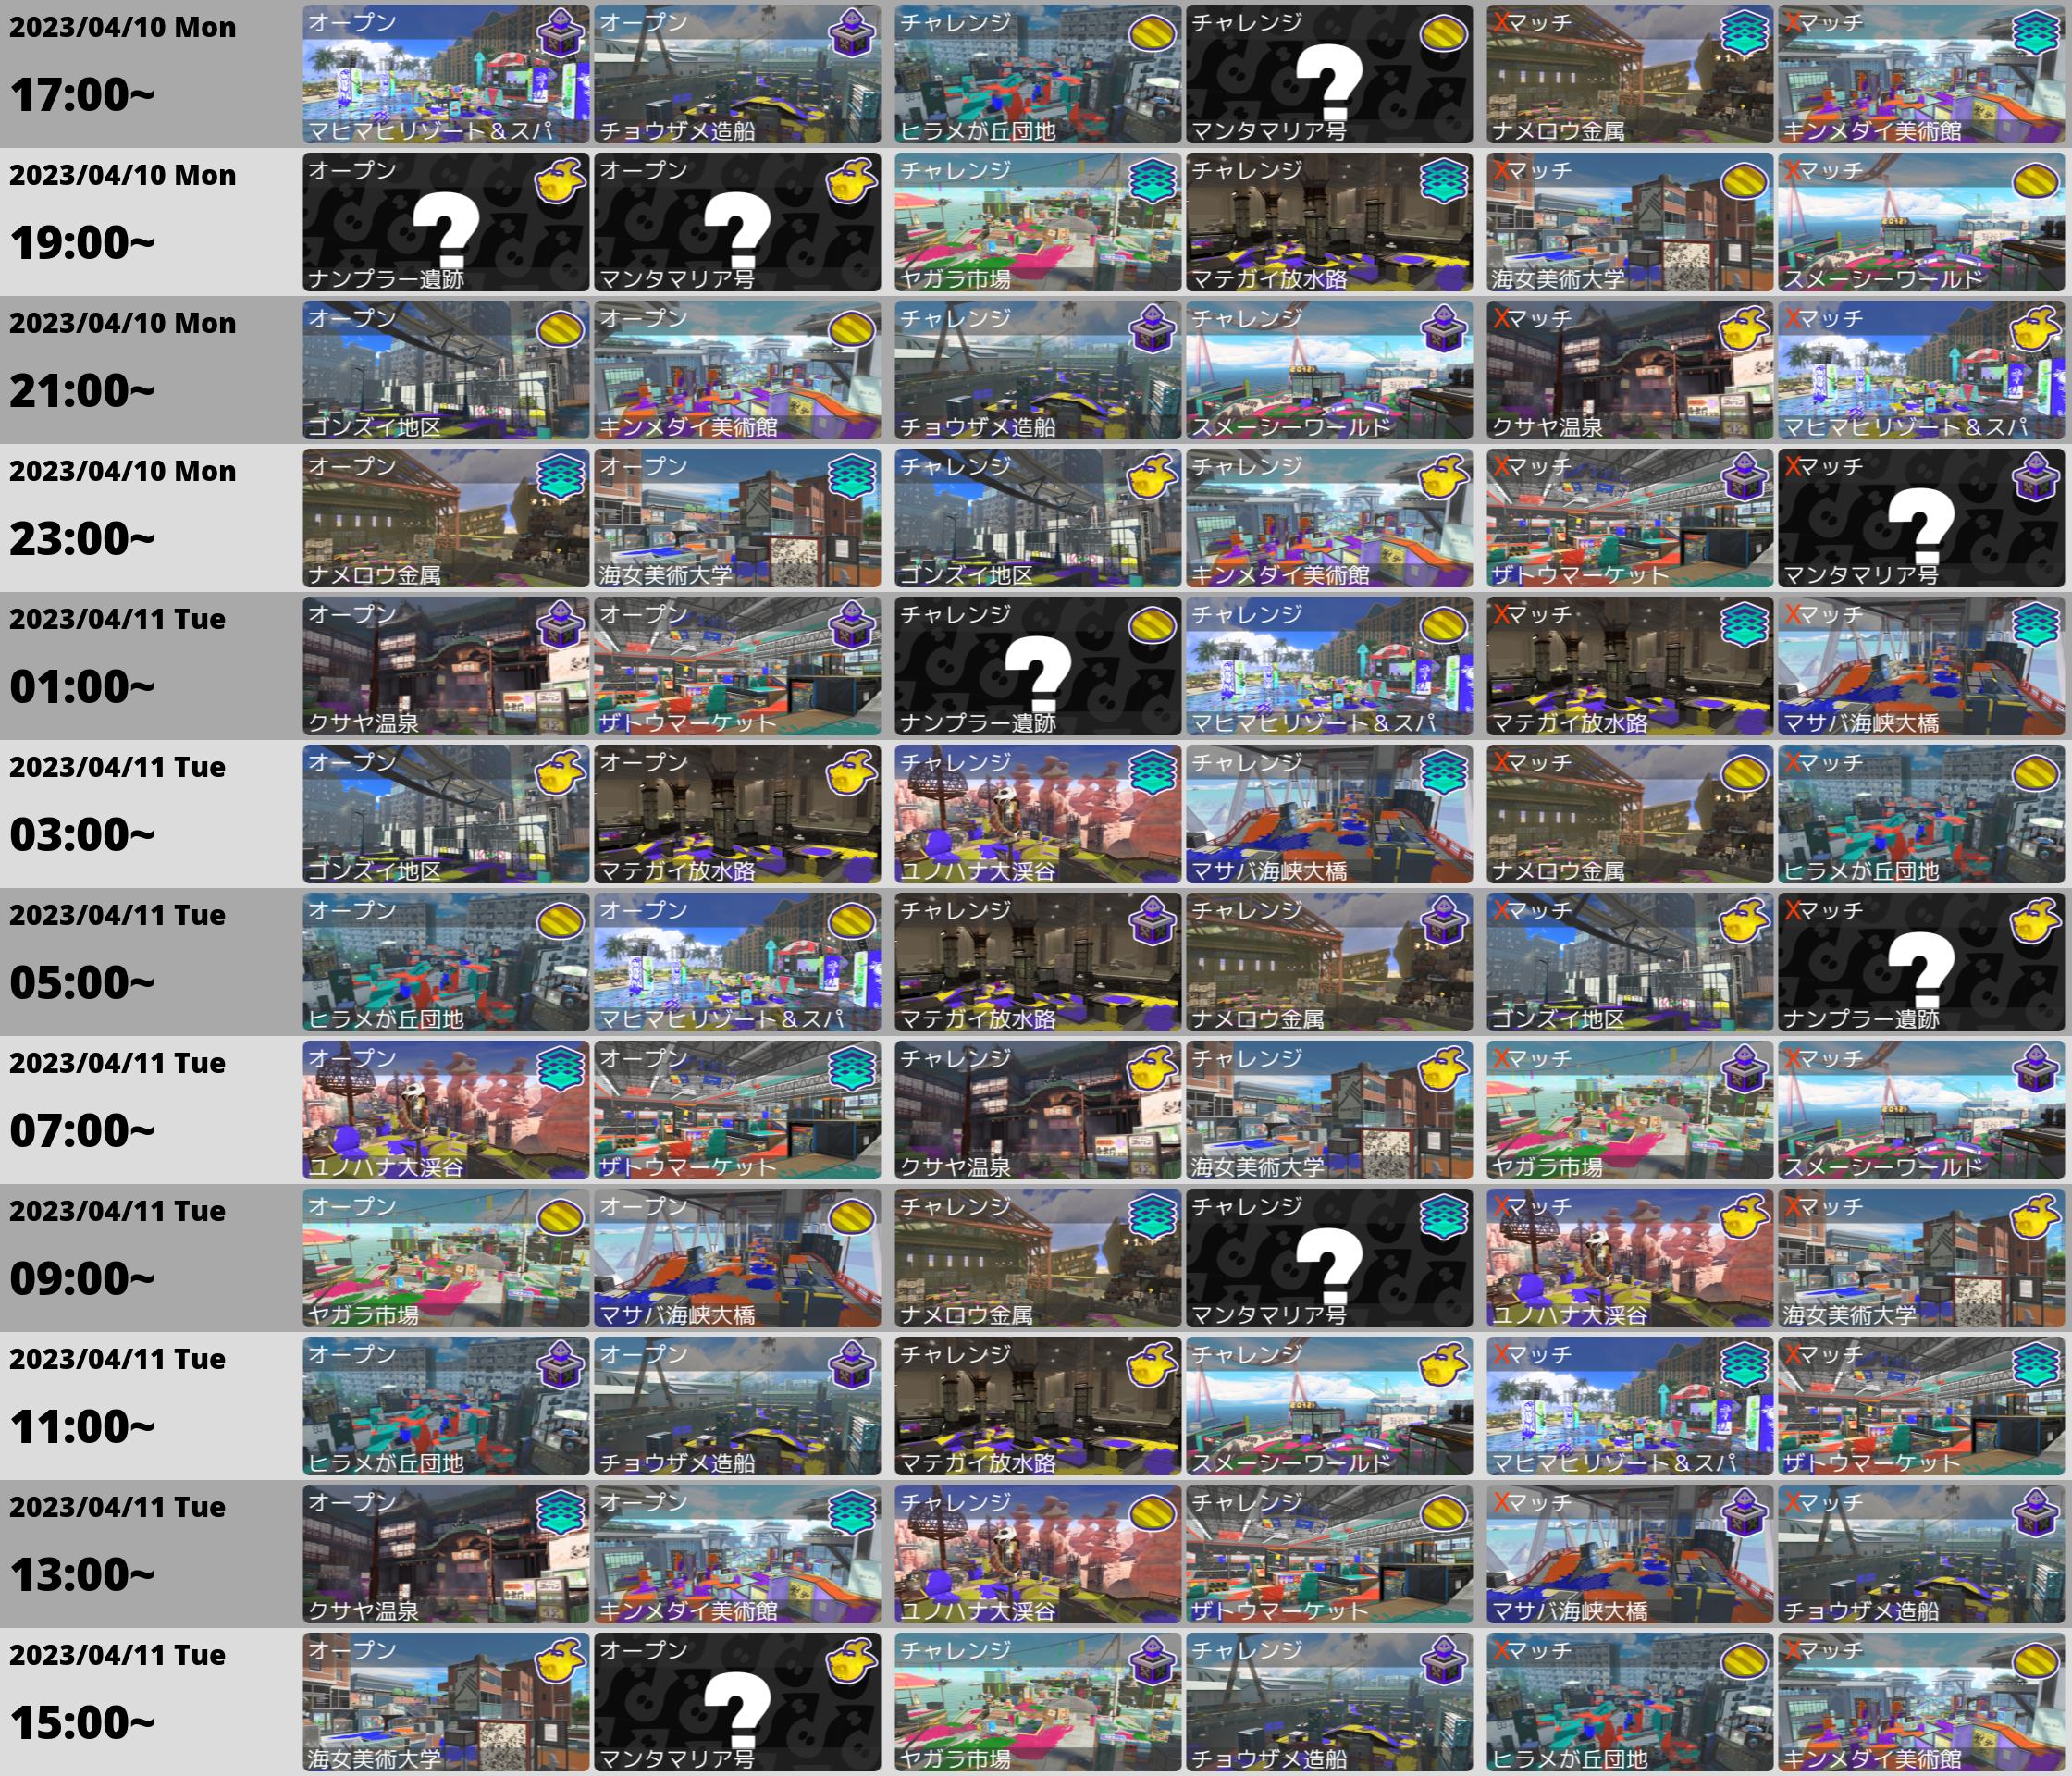 2023/04/10 Mon
17:00~
オープン
マヒマヒリゾート＆スパ
オープン
チョウザメ造船
チャレンジ
ヒラメが丘団地
チャレンジ
マンタマリア号
Xマッチ
ナメロウ金属
Xマッチ
キンメダイ美術館
2023/04/10 Mon
19:00~
オープン
ナンプラー遺跡
オープン
マンタマリア号
チャレンジ
ヤガラ市場
チャレンジ
マテガイ放水路
Xマッチ
海女美術大学
Xマッチ
スメーシーワールド
2023/04/10 Mon
21:00~
オープン
ゴンズイ地区
オープン
キンメダイ美術館
チャレンジ
チョウザメ造船
チャレンジ
スメーシーワールド
Xマッチ
クサヤ温泉
Xマッチ
マヒマヒリゾート＆スパ
2023/04/10 Mon
23:00~
オープン
ナメロウ金属
オープン
海女美術大学
チャレンジ
ゴンズイ地区
チャレンジ
キンメダイ美術館
Xマッチ
ザトウマーケット
Xマッチ
マンタマリア号
2023/04/11 Tue
01:00~
オープン
クサヤ温泉
オープン
ザトウマーケット
チャレンジ
ナンプラー遺跡
チャレンジ
マヒマヒリゾート＆スパ
Xマッチ
マテガイ放水路
Xマッチ
マサバ海峡大橋
2023/04/11 Tue
03:00~
オープン
ゴンズイ地区
オープン
マテガイ放水路
チャレンジ
ユノハナ大渓谷
チャレンジ
マサバ海峡大橋
Xマッチ
ナメロウ金属
Xマッチ
ヒラメが丘団地
2023/04/11 Tue
05:00~
オープン
ヒラメが丘団地
オープン
マヒマヒリゾート＆スパ
チャレンジ
マテガイ放水路
チャレンジ
ナメロウ金属
Xマッチ
ゴンズイ地区
Xマッチ
ナンプラー遺跡
2023/04/11 Tue
07:00~
オープン
ユノハナ大渓谷
オープン
ザトウマーケット
チャレンジ
クサヤ温泉
チャレンジ
海女美術大学
Xマッチ
ヤガラ市場
Xマッチ
スメーシーワールド
2023/04/11 Tue
09:00~
オープン
ヤガラ市場
オープン
マサバ海峡大橋
チャレンジ
ナメロウ金属
チャレンジ
マンタマリア号
Xマッチ
ユノハナ大渓谷
Xマッチ
海女美術大学
2023/04/11 Tue
11:00~
オープン
ヒラメが丘団地
オープン
チョウザメ造船
チャレンジ
マテガイ放水路
チャレンジ
スメーシーワールド
Xマッチ
マヒマヒリゾート＆スパ
Xマッチ
ザトウマーケット
2023/04/11 Tue
13:00~
オープン
クサヤ温泉
オープン
キンメダイ美術館
チャレンジ
ユノハナ大渓谷
チャレンジ
ザトウマーケット
Xマッチ
マサバ海峡大橋
Xマッチ
チョウザメ造船
2023/04/11 Tue
15:00~
オープン
海女美術大学
オープン
マンタマリア号
チャレンジ
ヤガラ市場
チャレンジ
チョウザメ造船
Xマッチ
ヒラメが丘団地
Xマッチ
キンメダイ美術館